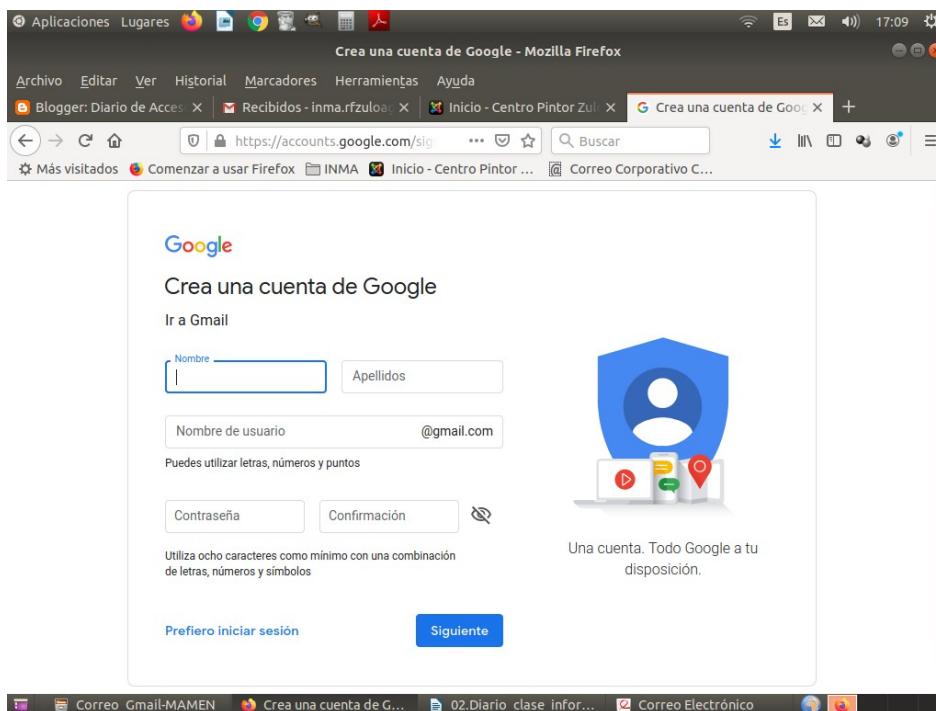 Aplicaciones Lugares Es 17:09
Crea una cuenta de Google - Mozilla Firefox
Archivo Editar Ver Historial Marcadores Herramientas Ayuda
Blogger: Diario de Acces Recibidos - inma.rfzuloag Inicio - Centro Pintor Zul Crea una cuenta de Goog
https://accounts.google.com/sig Buscar
Más visitados Comenzar a usar Firefox INMA Inicio - Centro Pintor ... Correo Corporativo C...
Google
Crea una cuenta de Google
Ir a Gmail
Nombre
Apellidos
Nombre de usuario @gmail.com
Puedes utilizar letras, números y puntos
Contraseña Confirmación
Utiliza ocho caracteres como mínimo con una combinación
de letras, números y símbolos
Una cuenta. Todo Google a tu
disposición.
Prefiero iniciar sesión Siguiente
Correo Gmail-MAMEN Crea una cuenta de G... 02.Diario clase infor... Correo Electrónico